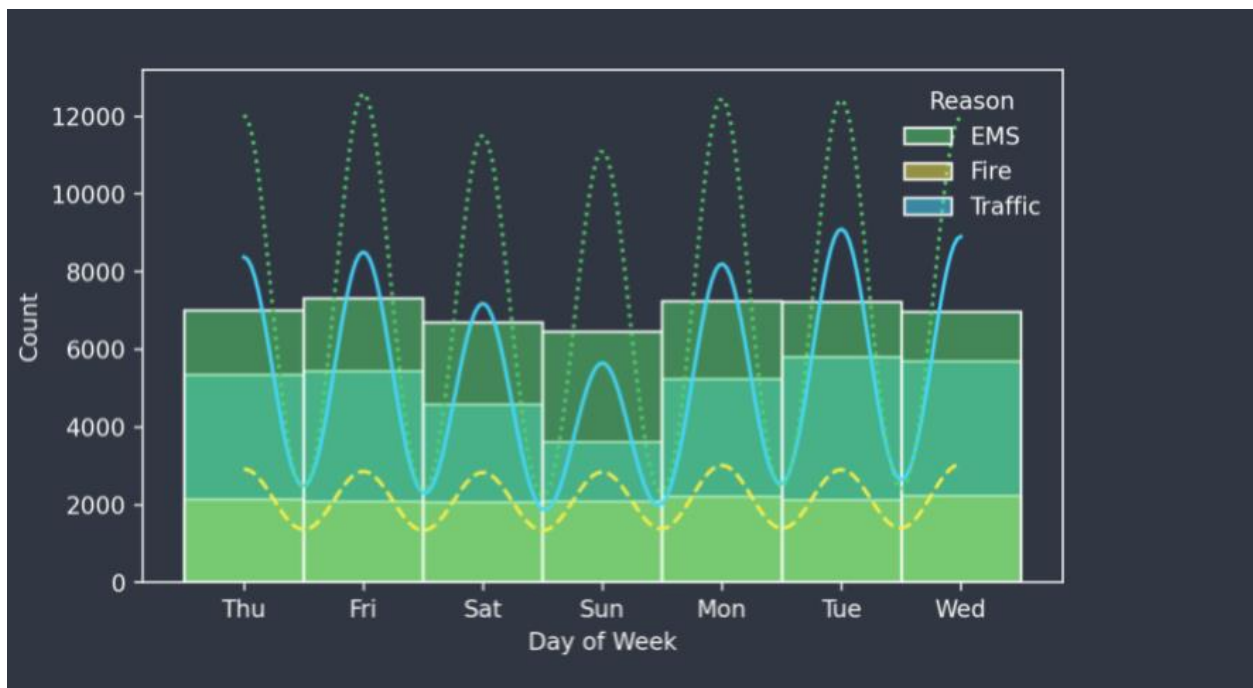 Reason
EMS
Fire
Traffic
12000
10000
8000
6000
4000
2000
0
Count
Thu Fri Sat Sun Mon Tue Wed
Day of Week